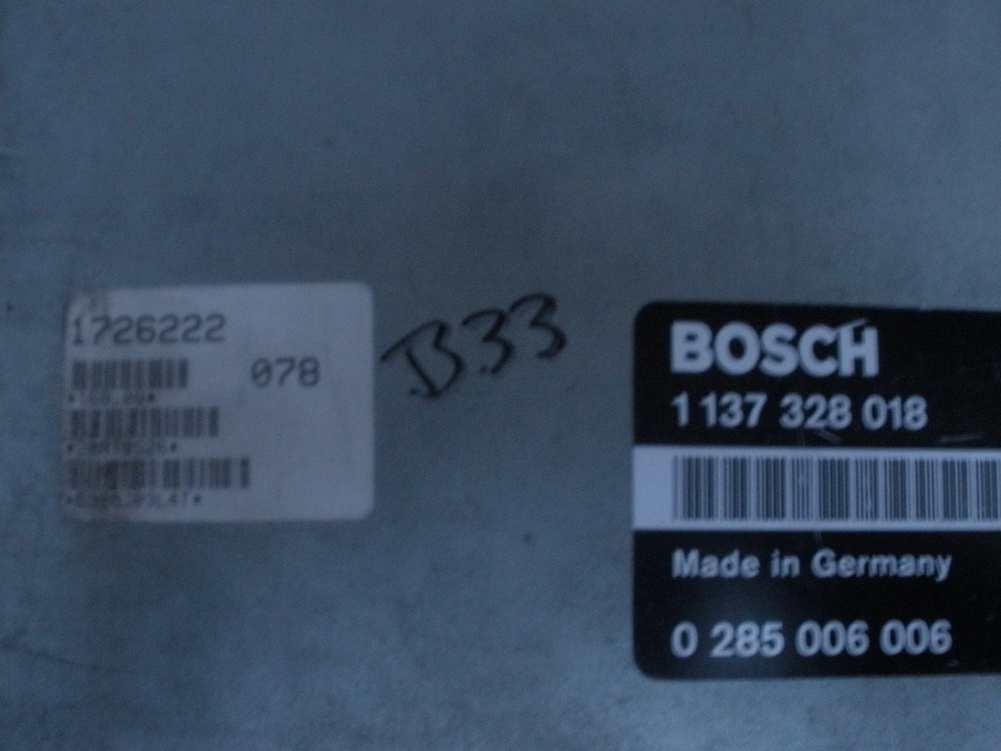 1726222
078
B33
BOSCH
1 137 328 018
Made in Germany
0 285 006 006